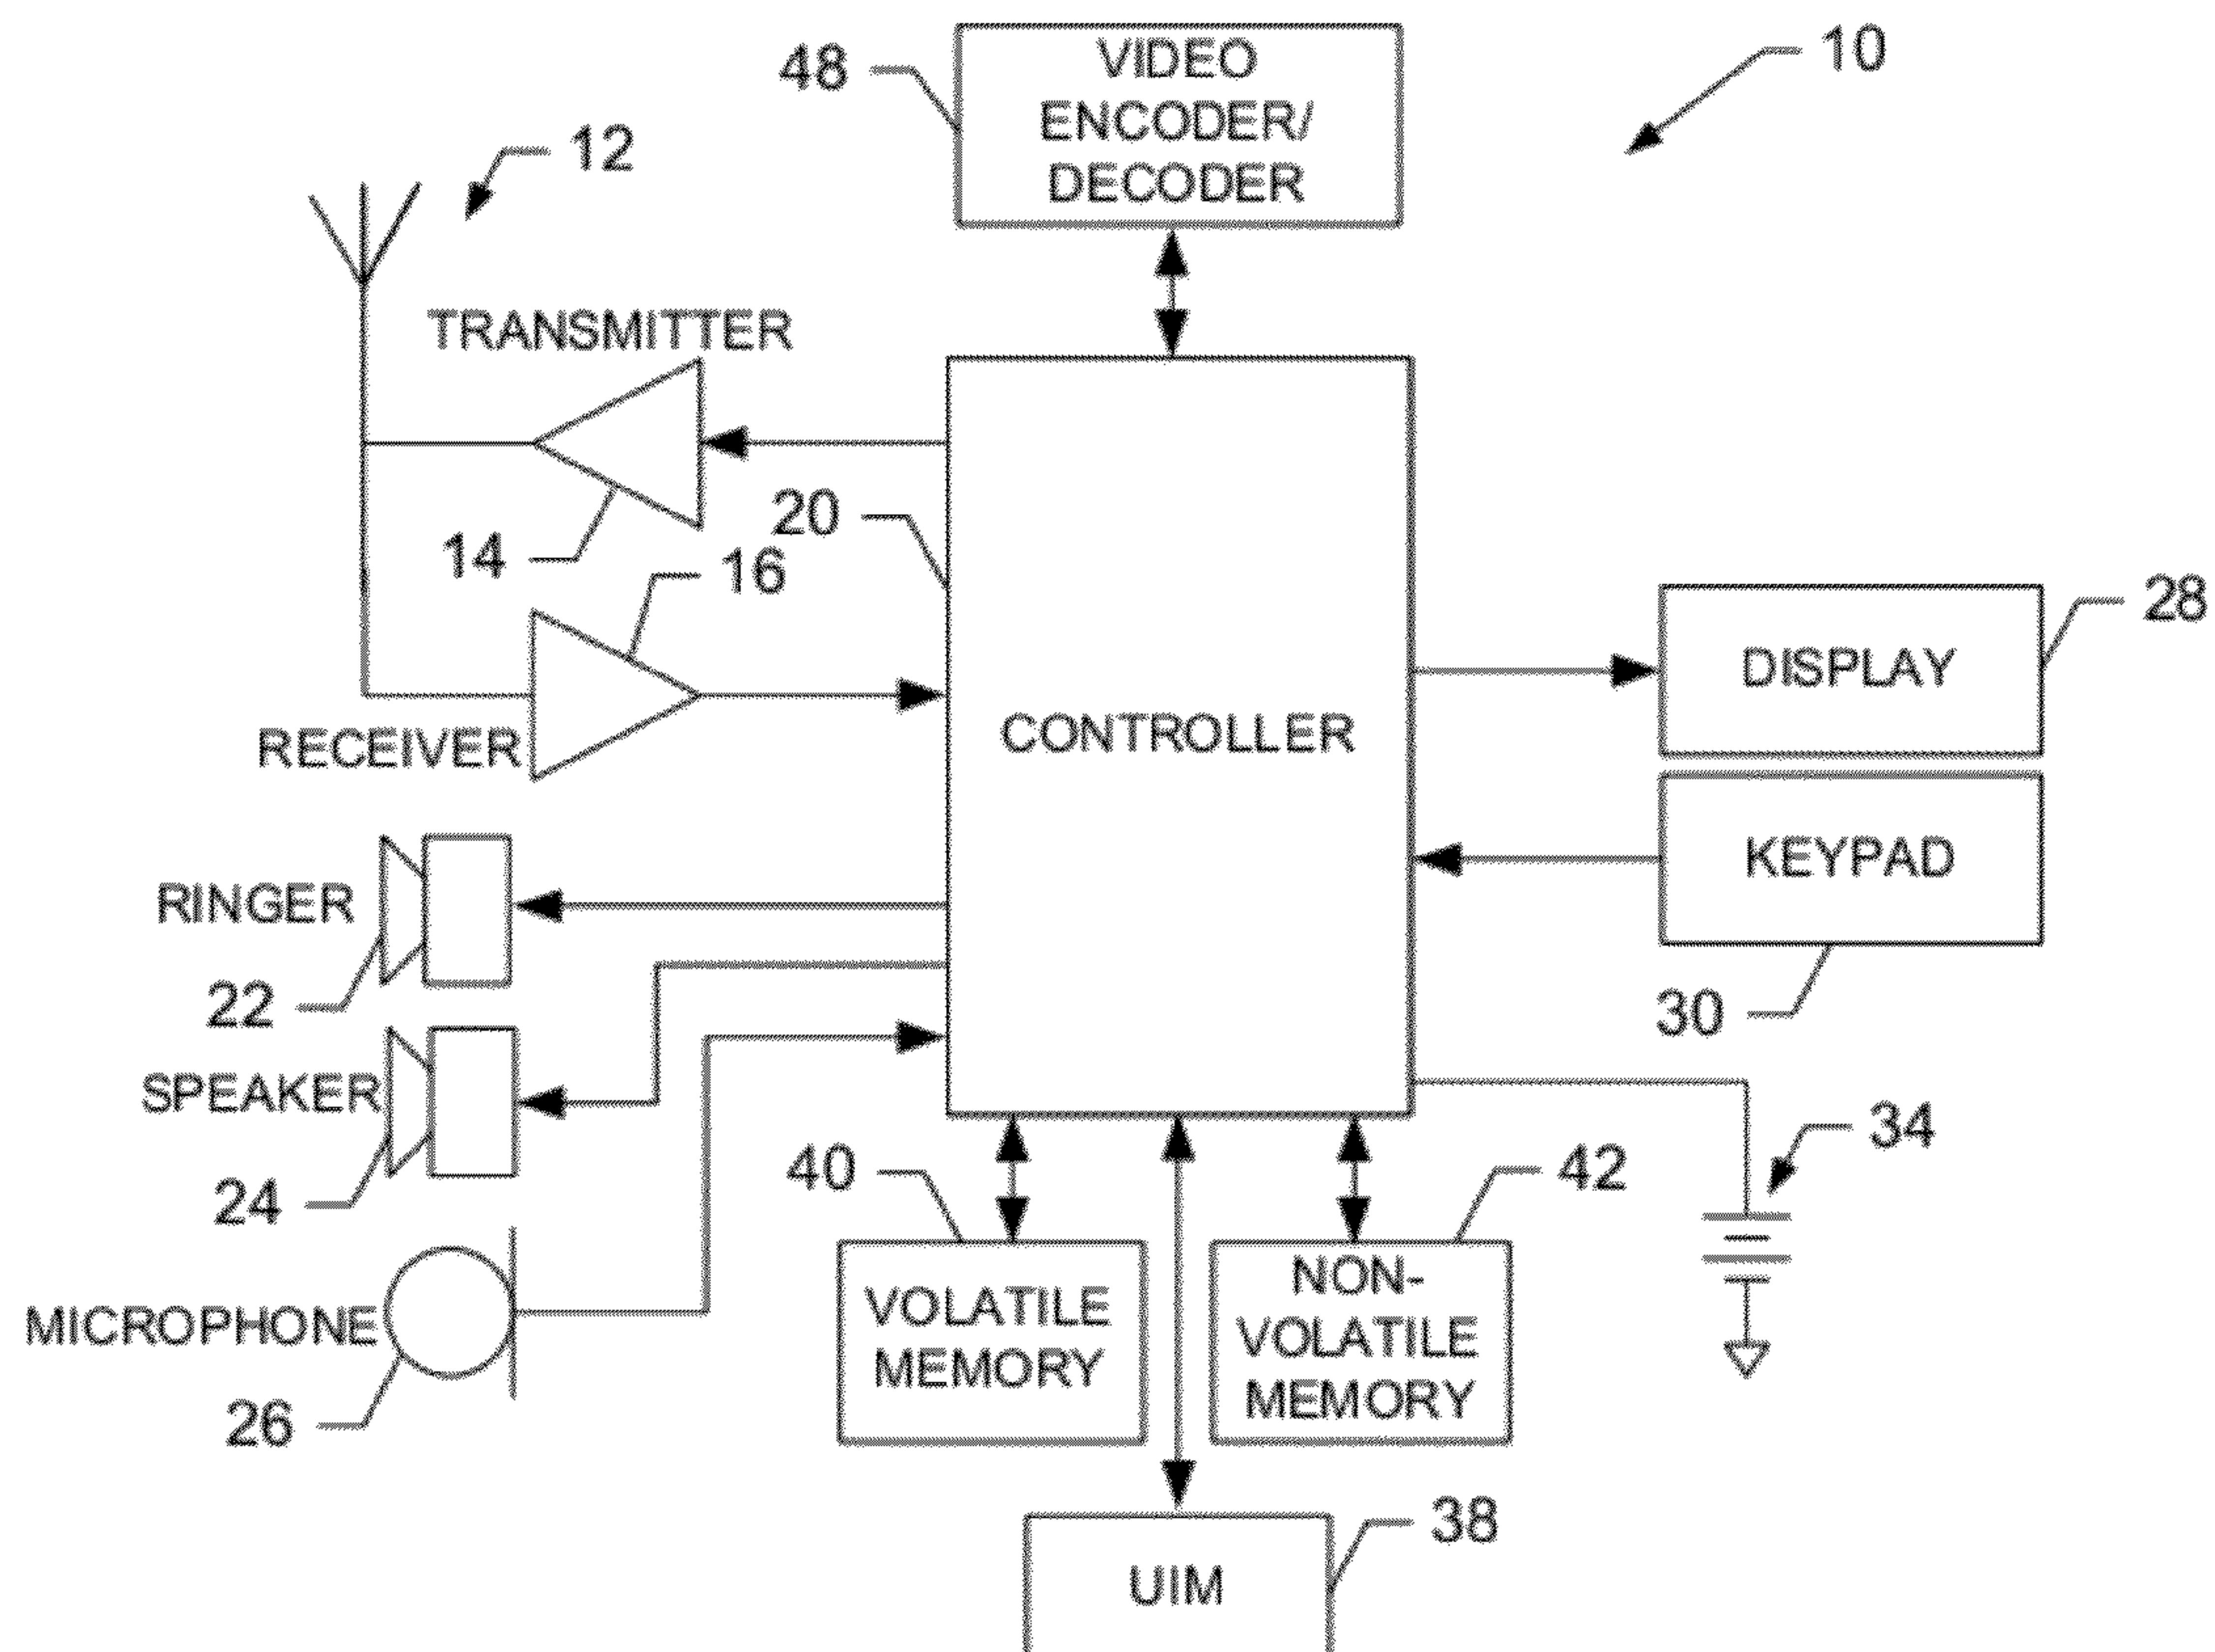 48
VIDEO
ENCODER/
DECODER
10
12
TRANSMITTER
14
20
16
RECEIVER
CONTROLLER
DISPLAY
28
KEYPAD
30
RINGER
22
SPEAKER
24
MICROPHONE
26
40
VOLATILE
MEMORY
42
NON-
VOLATILE
MEMORY
34
UIM
38